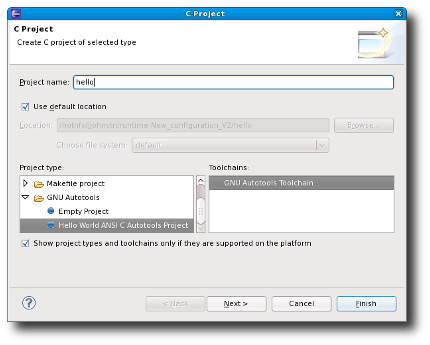 C Project
C Project
Create C project of selected type
Project name: hello
Use default location
Location: /notnfs/jjohnstn/runtime-New_configuration_V2/hello Browse...
Choose file system: default
Project type: Toolchains:
Makefile project GNU Autotools Toolchain
GNU Autotools
Empty Project
Hello World ANSI C Autotools Project
Show project types and toolchains only if they are supported on the platform
? < Back Next > Cancel Finish